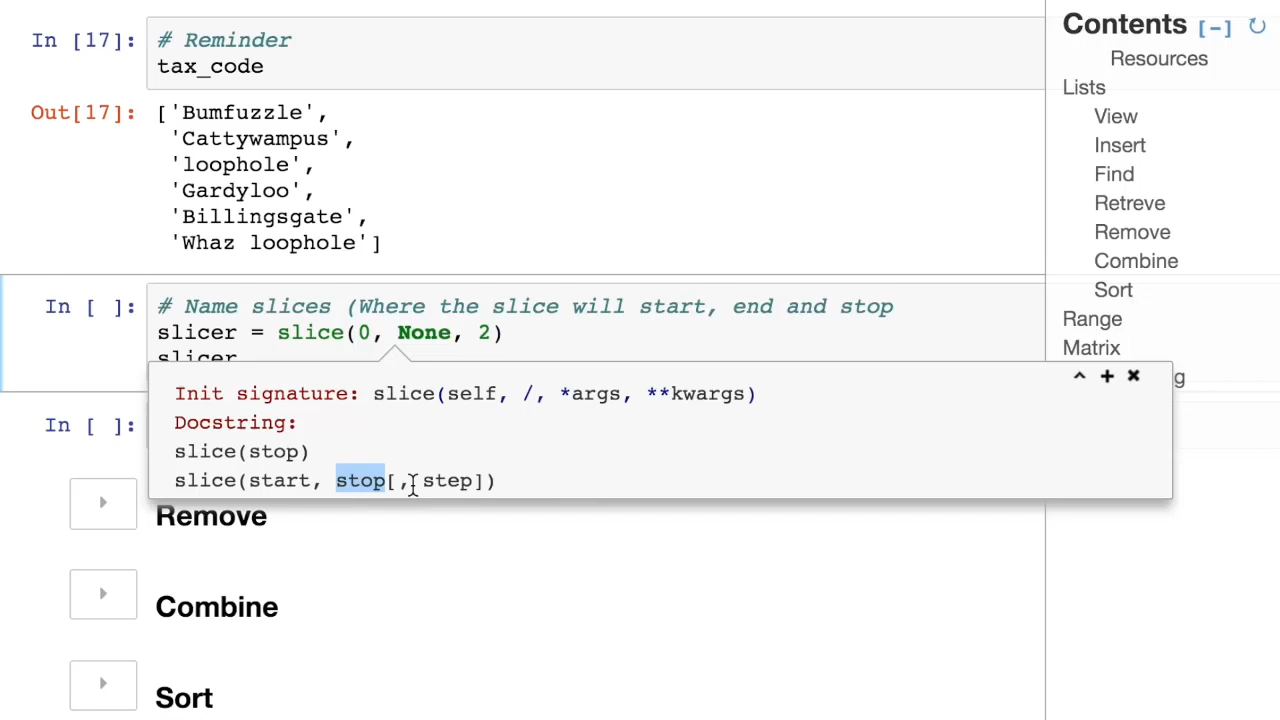 In [17]: # Reminder
tax_code
Out[17]: ['Bumfuzzle',
'Cattywampus',
'loophole',
'Gardyloo',
'Billingsgate',
'Whaz loophole']
In [ ]: # Name slices (Where the slice will start, end and stop
slicer = slice(0, None, 2)
slicer
Init signature: slice(self, /, *args, **kwargs)
Docstring:
slice(stop)
slice(start, stop[, step])
In [ ]:
Remove
Combine
Sort
Contents [-]
Resources
Lists
View
Insert
Find
Retreve
Remove
Combine
Sort
Range
Matrix